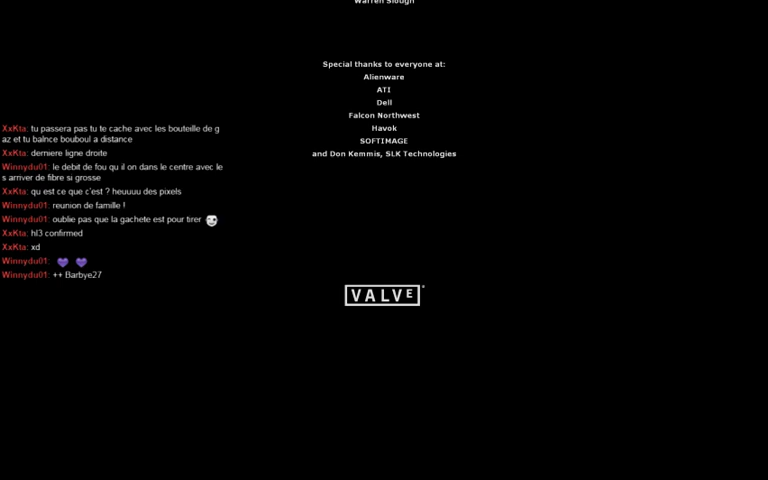 Warren Slough
Special thanks to everyone at:
Alienware
ATI
Dell
Falcon Northwest
Havok
SOFTIMAGE
and Don Kemmis, SLK Technologies
XxKta: tu passera pas tu te cache avec les bouteille de g
az et tu balnce bouboul a distance
XxKta: derniere ligne droite
Winnydu01: le debit de fou qu il on dans le centre avec le
s arriver de fibre si grosse
XxKta: qu est ce que c'est ? heuuuu des pixels
Winnydu01: reunion de famille !
Winnydu01: oublie pas que la gachete est pour tirer
XxKta: hl3 confirmed
XxKta: xd
Winnydu01:
Winnydu01: ++ Barbye27
VALVE